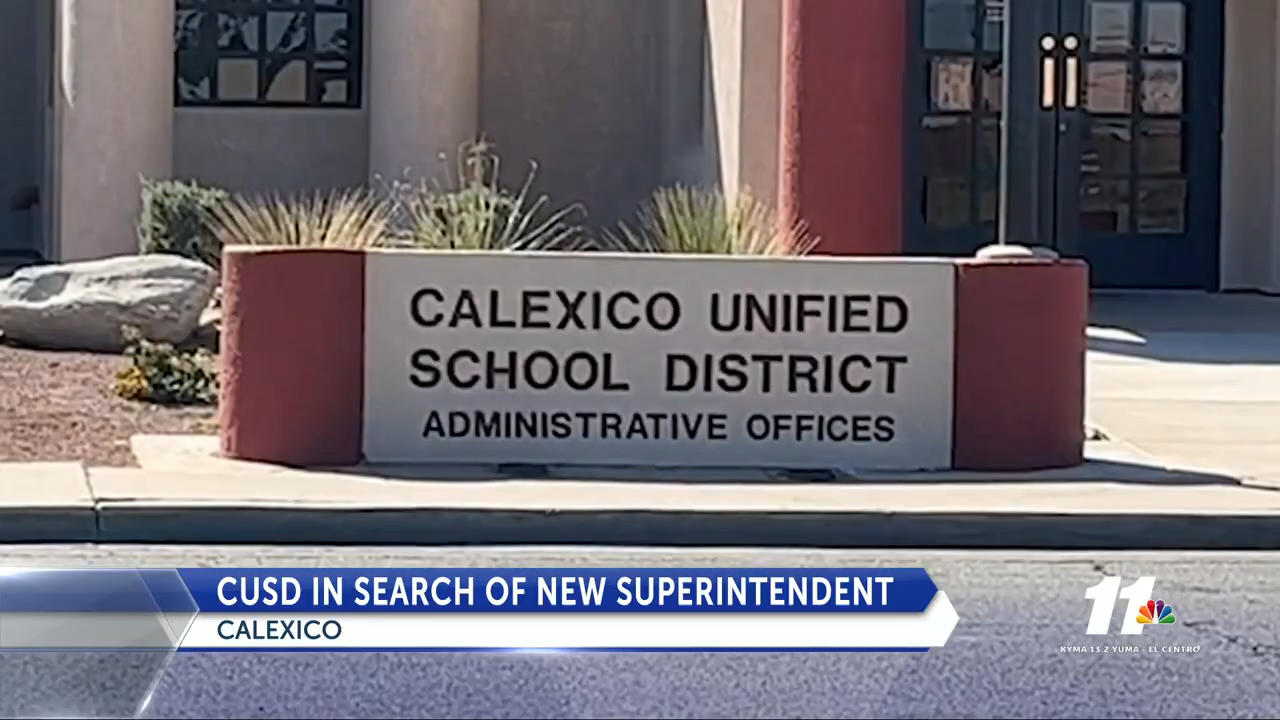 CALEXICO UNIFIED
SCHOOL DISTRICT
ADMINISTRATIVE OFFICES
CUSD IN SEARCH OF NEW SUPERINTENDENT
CALEXICO
11
KYMA 13.2 YUMA - EL CENTRO